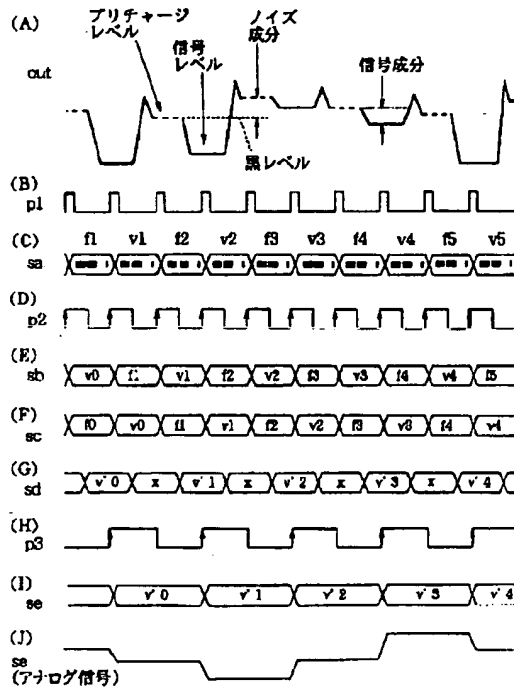 (A)
プリチャージ
レベル
ノイズ
成分
信号
レベル
信号成分
out
黒レベル
(B)
p1
(C) f1 v1 f2 v2 f3 v3 f4 v4 f5 v5
sa
(D)
p2
(E)
sb v0 f1 v1 f2 v2 f3 v3 f4 v4 f5
(F)
sc f0 v0 f1 v1 f2 v2 f3 v3 f4 v4
(G)
sd v'0 x v'1 x v'2 x v'3 x v'4
(H)
p3
(I)
se v'0 v'1 v'2 v'3 v'4
(J)
se
(アナログ信号)